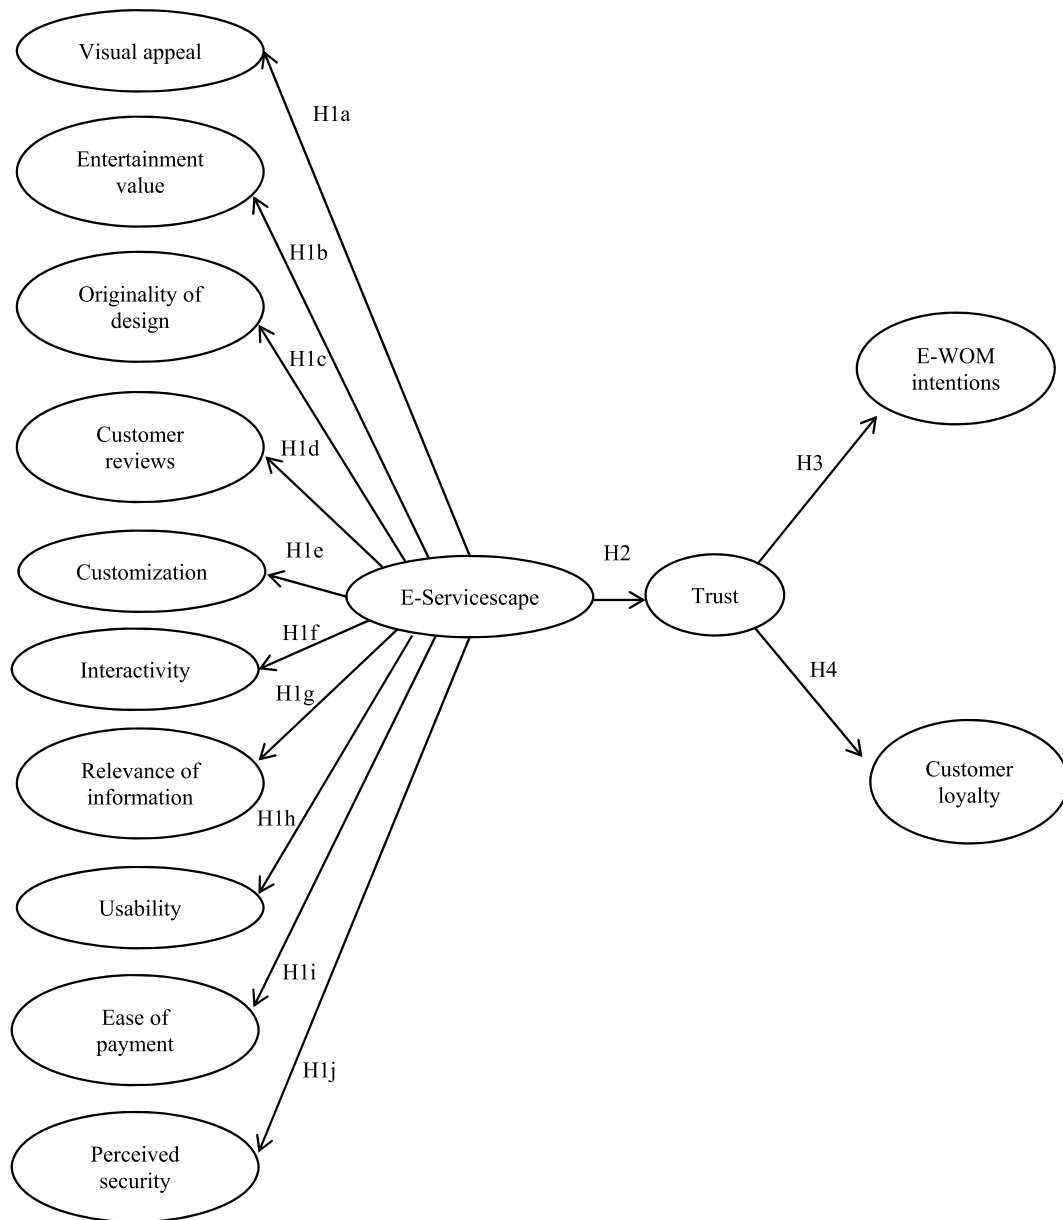 Visual appeal
H1a
Entertainment
value
H1b
Originality of
design
H1c
Customer
reviews
H1d
Customization
H1e
Interactivity
H1f
Relevance of
information
H1g
Usability
H1h
Ease of
payment
H1i
Perceived
security
H1j
E-Servicescape
H2
Trust
H3
E-WOM
intentions
H4
Customer
loyalty